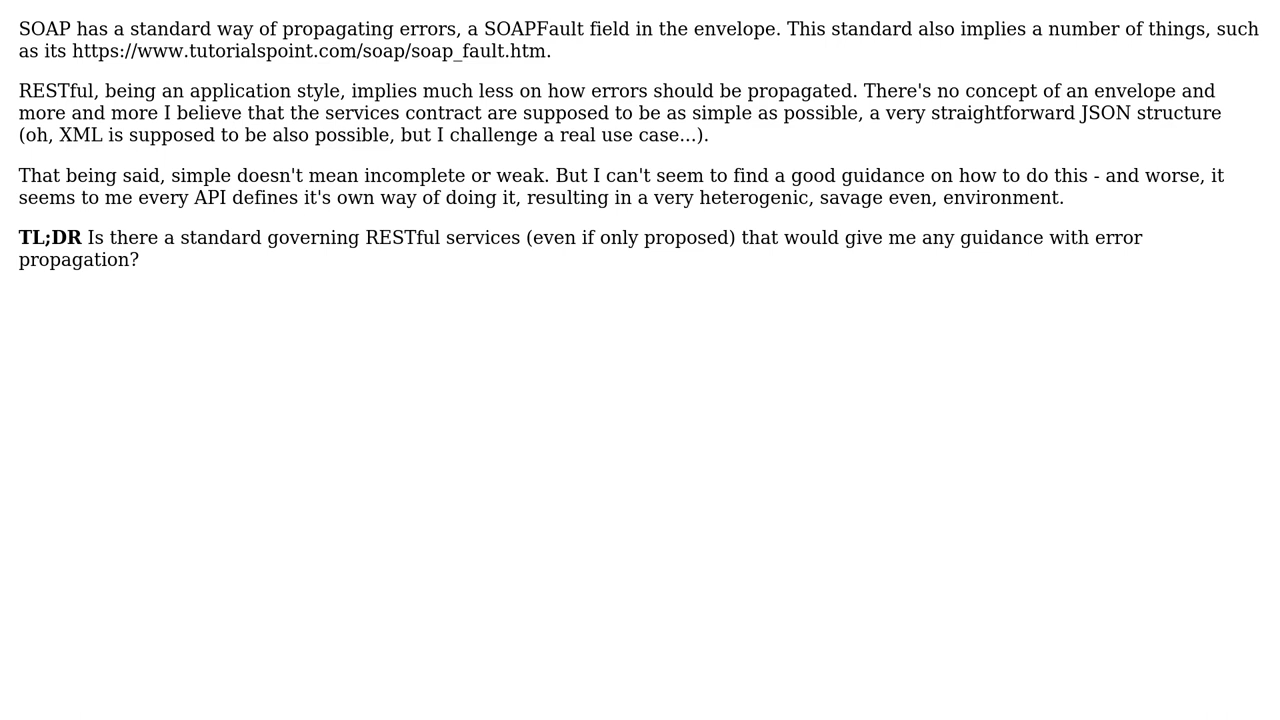 SOAP has a standard way of propagating errors, a SOAPFault field in the envelope. This standard also implies a number of things, such
as its https://www.tutorialspoint.com/soap/soap_fault.htm.
RESTful, being an application style, implies much less on how errors should be propagated. There's no concept of an envelope and
more and more I believe that the services contract are supposed to be as simple as possible, a very straightforward JSON structure
(oh, XML is supposed to be also possible, but I challenge a real use case...).
That being said, simple doesn't mean incomplete or weak. But I can't seem to find a good guidance on how to do this - and worse, it
seems to me every API defines it's own way of doing it, resulting in a very heterogenic, savage even, environment.
TL;DR Is there a standard governing RESTful services (even if only proposed) that would give me any guidance with error
propagation?